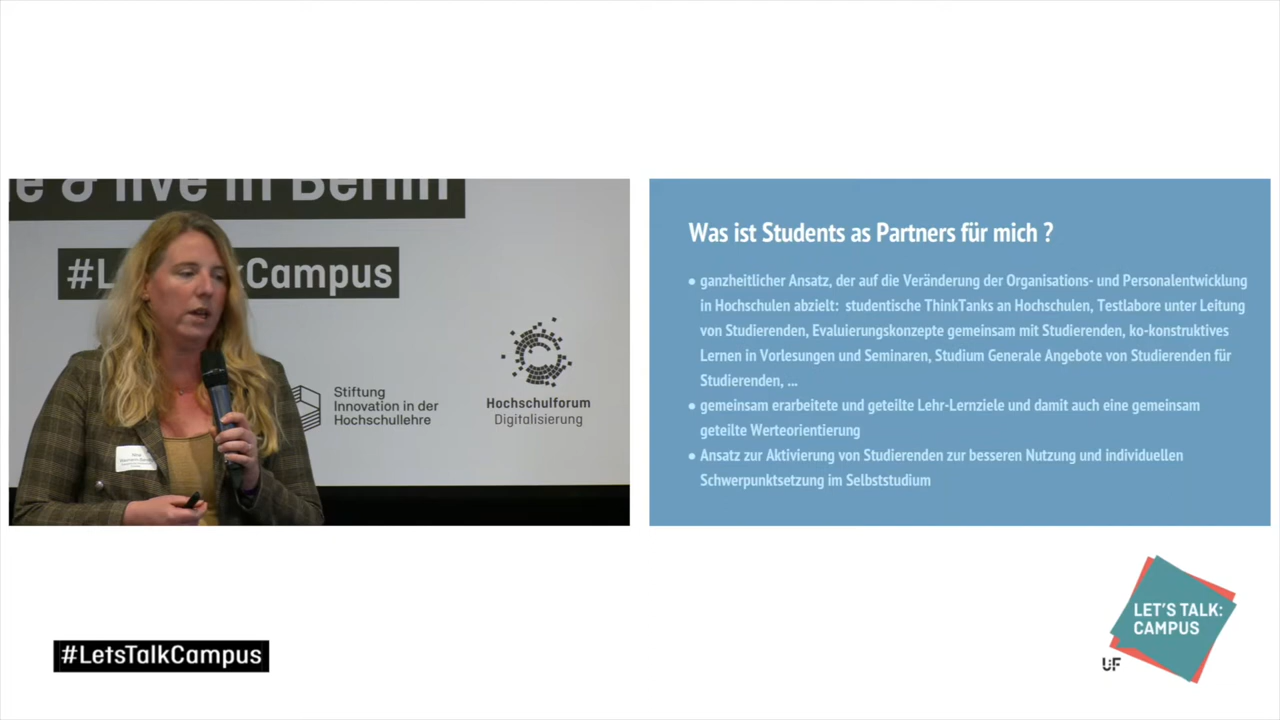 e & live in Berlin
#L
Campus
Stiftung
Innovation in der
Hochschullehre
Hochschulforum
Digitalisierung
Was ist Students as Partners für mich ?
• ganzheitlicher Ansatz, der auf die Veränderung der Organisations- und Personalentwicklung
in Hochschulen abzielt: studentische ThinkTanks an Hochschulen, Testlabore unter Leitung
von Studierenden, Evaluierungskonzepte gemeinsam mit Studierenden, ko-konstruktives
Lernen in Vorlesungen und Seminaren, Studium Generale Angebote von Studierenden für
Studierenden, ...
• gemeinsam erarbeitete und geteilte Lehr-Lernziele und damit auch eine gemeinsam
geteilte Werteorientierung
• Ansatz zur Aktivierung von Studierenden zur besseren Nutzung und individuellen
Schwerpunktsetzung im Selbststudium
#LetsTalkCampus
LET'S TALK:
CAMPUS
U:F